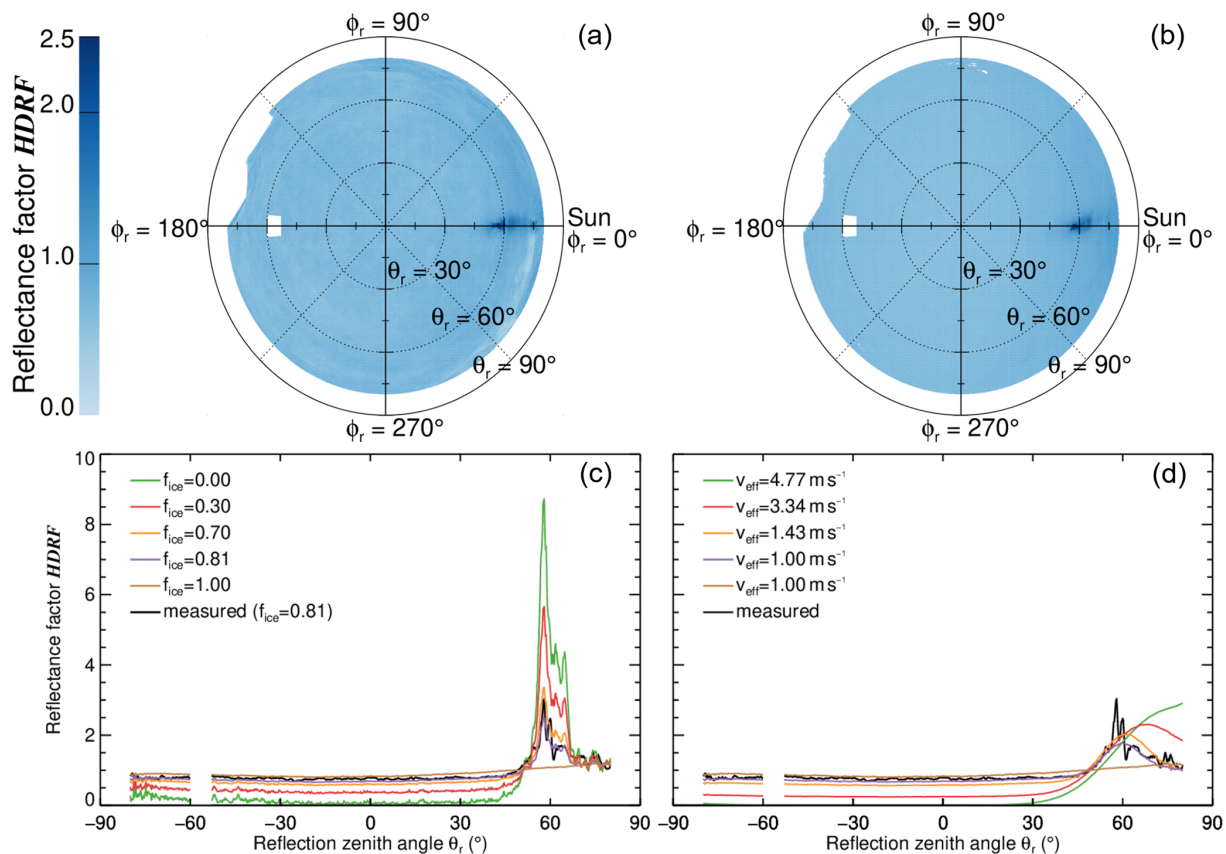 ϕr = 90°
(a)
ϕr = 90°
(b)
2.5
2.0
1.0
0.0
Reflectance factor HDRF
ϕr = 180°
Sun
ϕr = 0°
θr = 30°
θr = 60°
θr = 90°
ϕr = 270°
ϕr = 180°
Sun
ϕr = 0°
θr = 30°
θr = 60°
θr = 90°
ϕr = 270°
10
8
6
4
2
0
Reflectance factor HDRF
(c)
fice=0.00
fice=0.30
fice=0.70
fice=0.81
fice=1.00
measured (fice=0.81)
−90 −60 −30 0 30 60 90
Reflection zenith angle θr (°)
(d)
veff=4.77 m s⁻¹
veff=3.34 m s⁻¹
veff=1.43 m s⁻¹
veff=1.00 m s⁻¹
veff=1.00 m s⁻¹
measured
−60 −30 0 30 60 90
Reflection zenith angle θr (°)